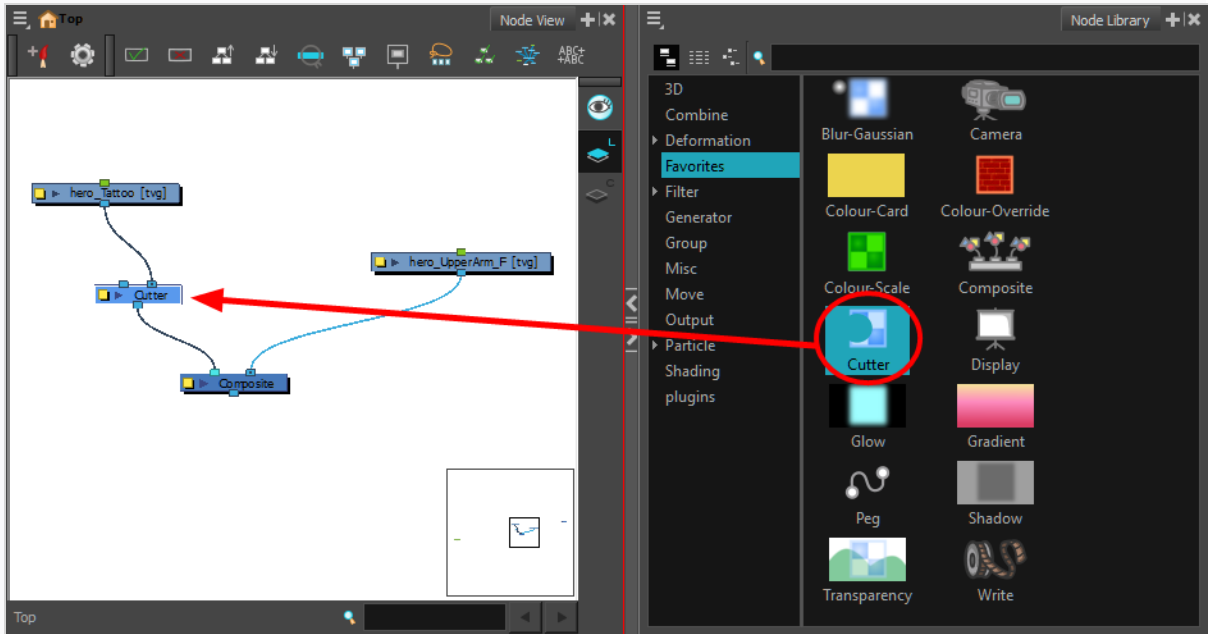 Top
Node View
ABC+
+ABC
L
C
hero_Tattoo [tvg]
hero_UpperArm_F [tvg]
Cutter
Composite
Top
Node Library
3D
Combine
Deformation
Favorites
Filter
Generator
Group
Misc
Move
Output
Particle
Shading
plugins
Blur-Gaussian
Camera
Colour-Card
Colour-Override
Colour-Scale
Composite
Cutter
Display
Glow
Gradient
Peg
Shadow
Transparency
Write